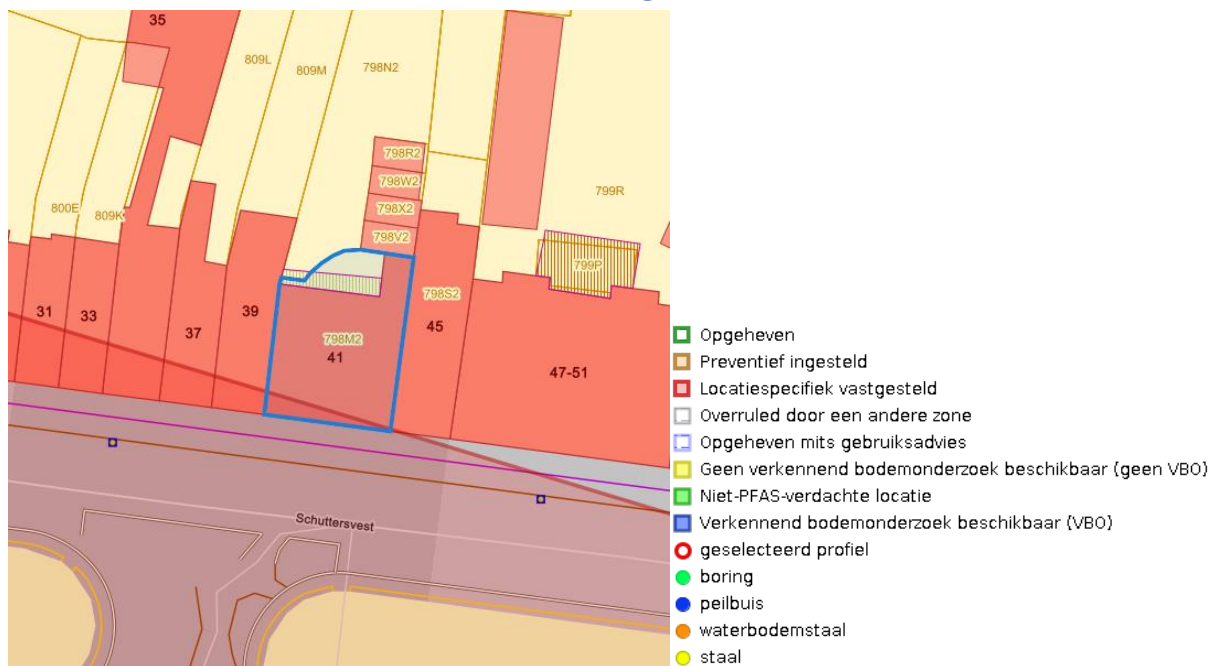 35
809L
809M
798N2
798R2
798W2
799R
798X2
800E
809K
798V2
799P
798S2
31
33
39
37
798M2
45
41
47-51
Schuttersvest
Opgeheven
Preventief ingesteld
Locatiespecifiek vastgesteld
Overruled door een andere zone
Opgeheven mits gebruiksadvies
Geen verkennend bodemonderzoek beschikbaar (geen VBO)
Niet-PFAS-verdachte locatie
Verkennend bodemonderzoek beschikbaar (VBO)
geselecteerd profiel
boring
peilbuis
waterbodemstaal
staal